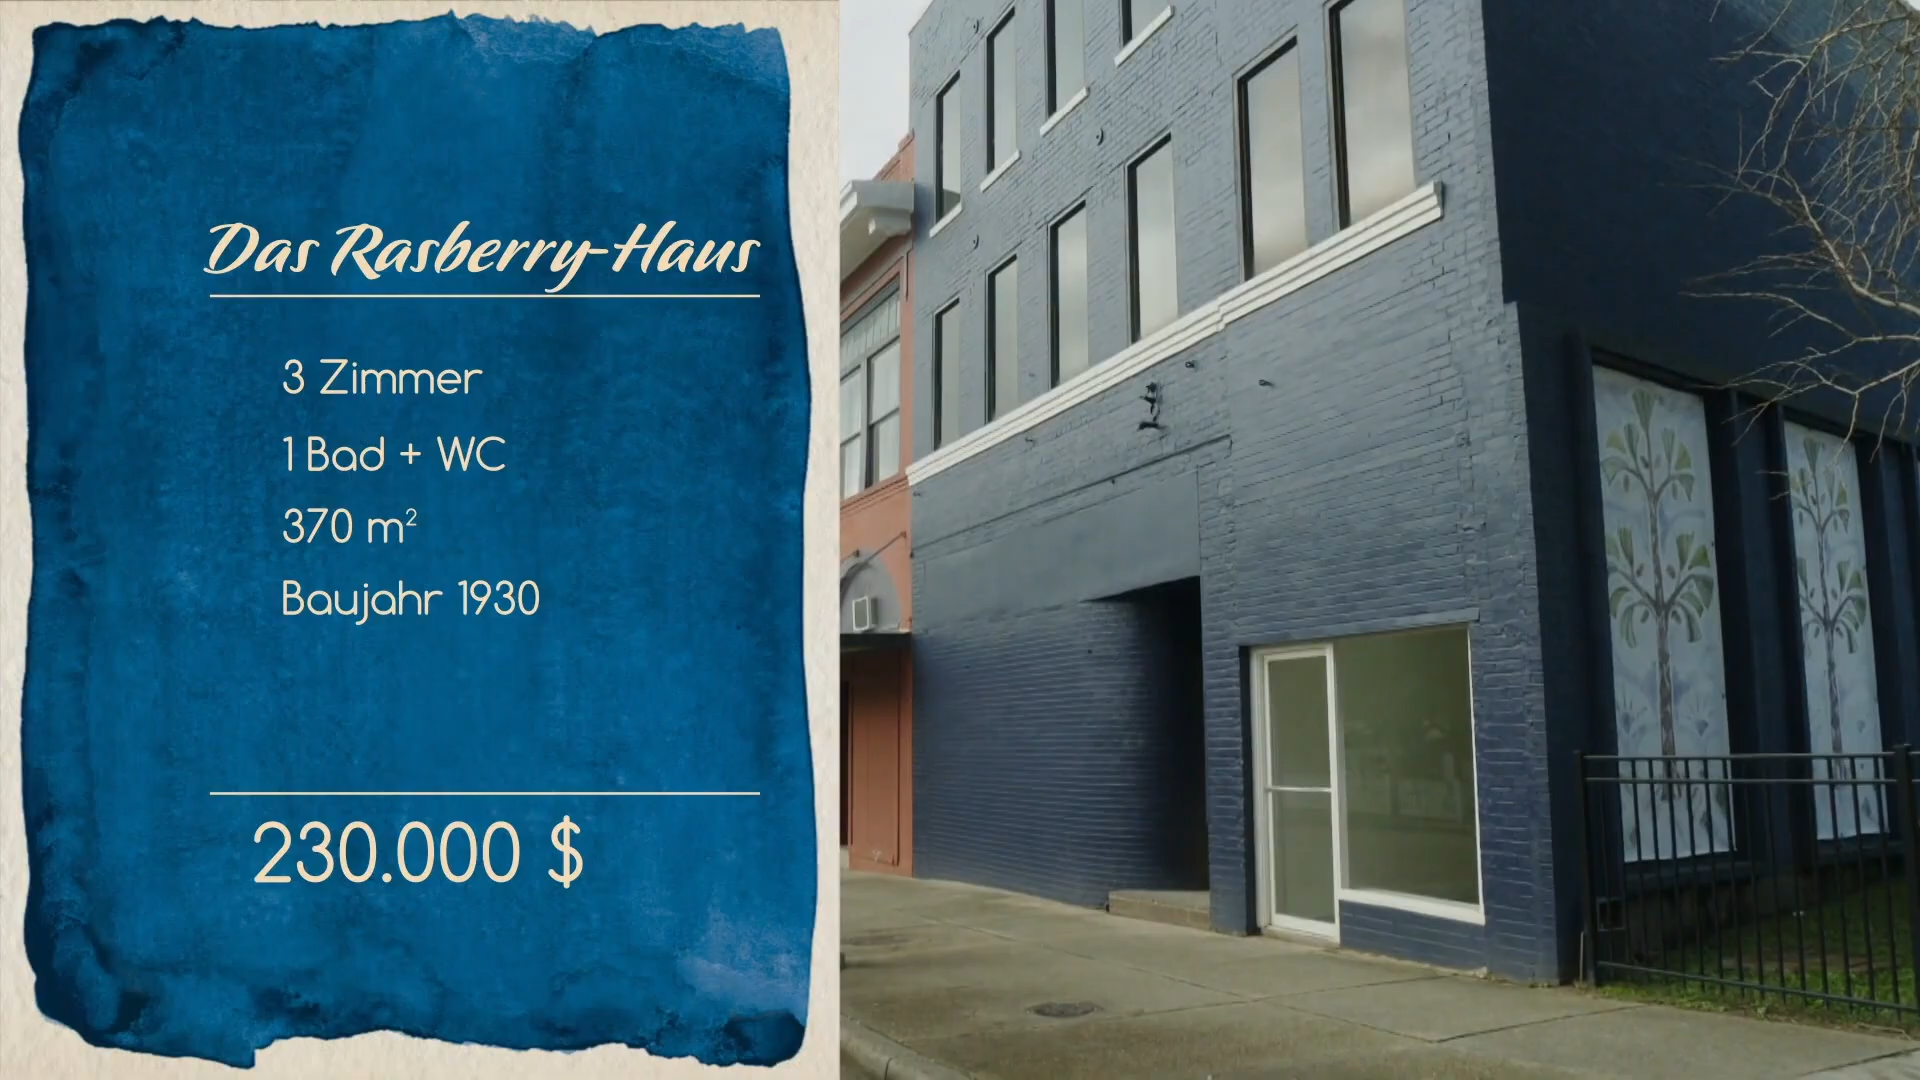 Das Rasberry-Haus
3 Zimmer
1 Bad + WC
370 m²
Baujahr 1930
230.000 $